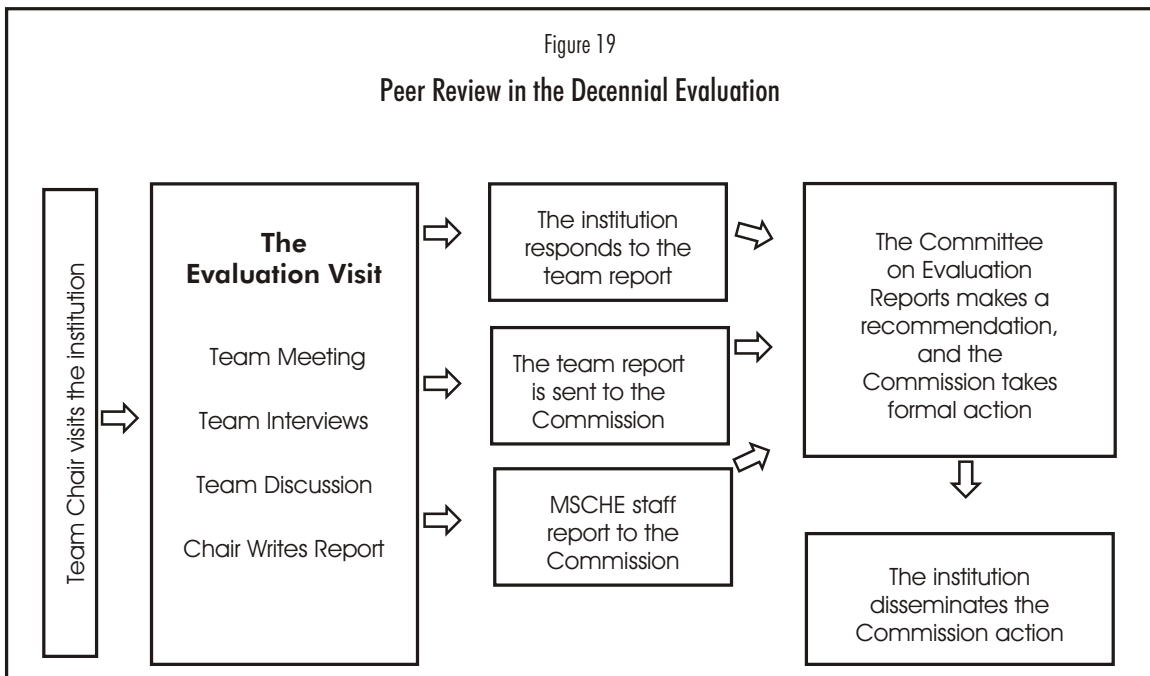 Figure 19
Peer Review in the Decennial Evaluation
Team Chair visits the institution
The
Evaluation Visit
Team Meeting
Team Interviews
Team Discussion
Chair Writes Report
The institution
responds to the
team report
The team report
is sent to the
Commission
MSCHE staff
report to the
Commission
The Committee
on Evaluation
Reports makes a
recommendation,
and the
Commission takes
formal action
The institution
disseminates the
Commission action